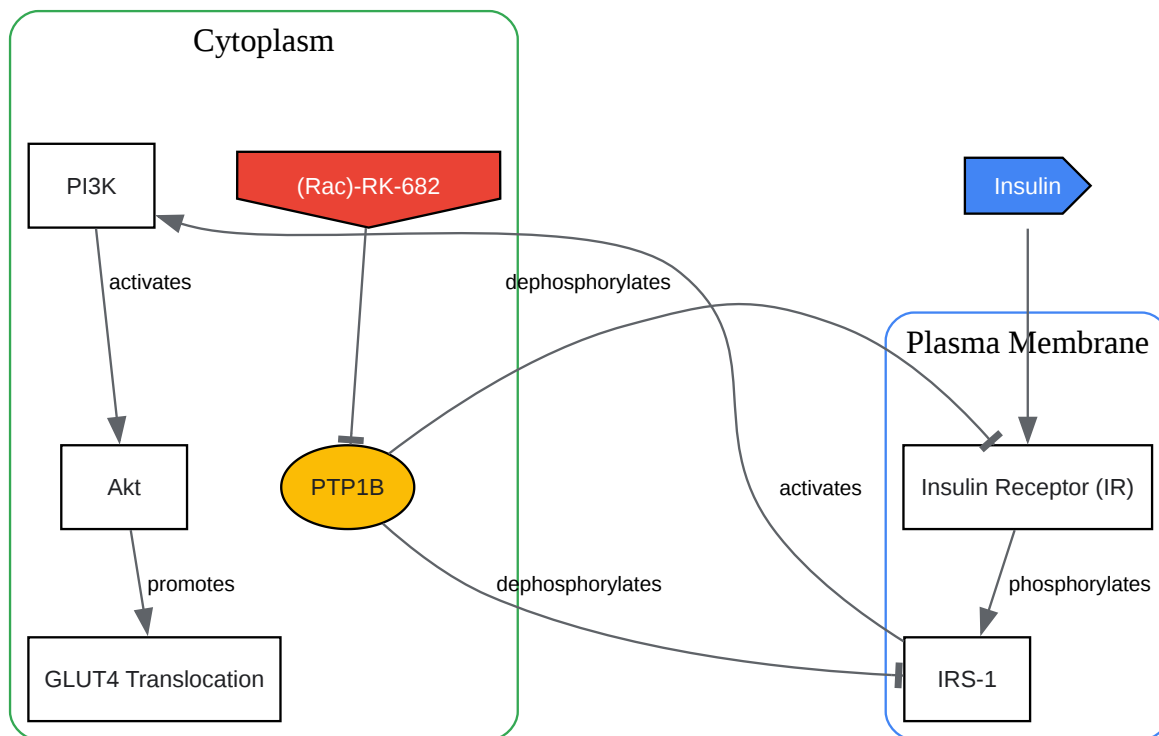 Cytoplasm
PI3K
(Rac)-RK-682
Insulin
activates
dephosphorylates
Plasma Membrane
Akt
PTP1B
activates
Insulin Receptor (IR)
promotes
dephosphorylates
phosphorylates
GLUT4 Translocation
IRS-1